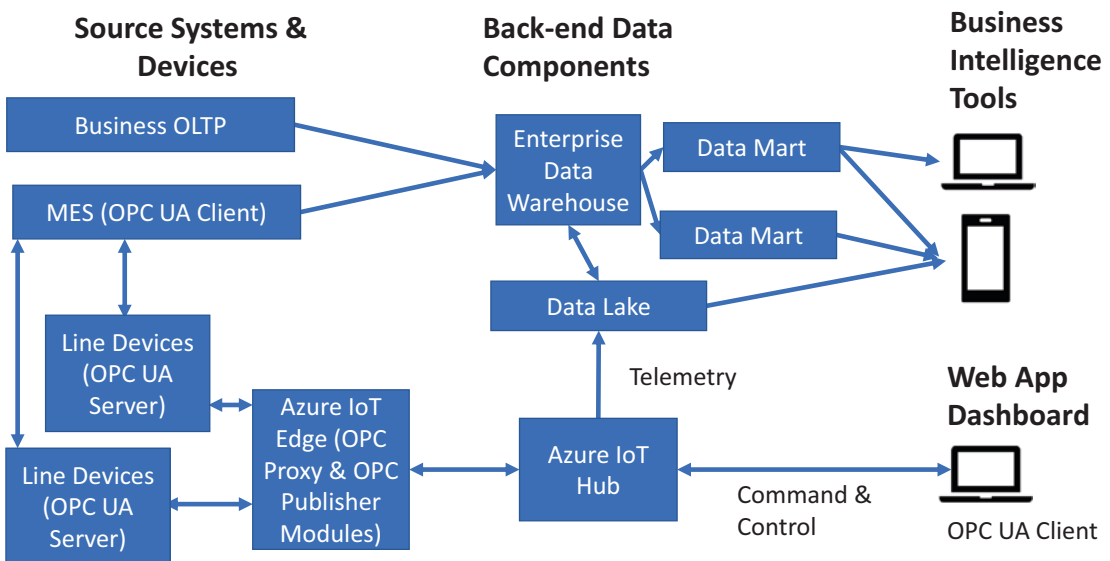 Source Systems &
Devices
Back-end Data
Components
Business
Intelligence
Tools
Business OLTP
MES (OPC UA Client)
Enterprise
Data
Warehouse
Data Mart
Data Mart
Data Lake
Line Devices
(OPC UA
Server)
Telemetry
Azure IoT
Edge (OPC
Proxy & OPC
Publisher
Modules)
Line Devices
(OPC UA
Server)
Azure IoT
Hub
Command &
Control
Web App
Dashboard
OPC UA Client